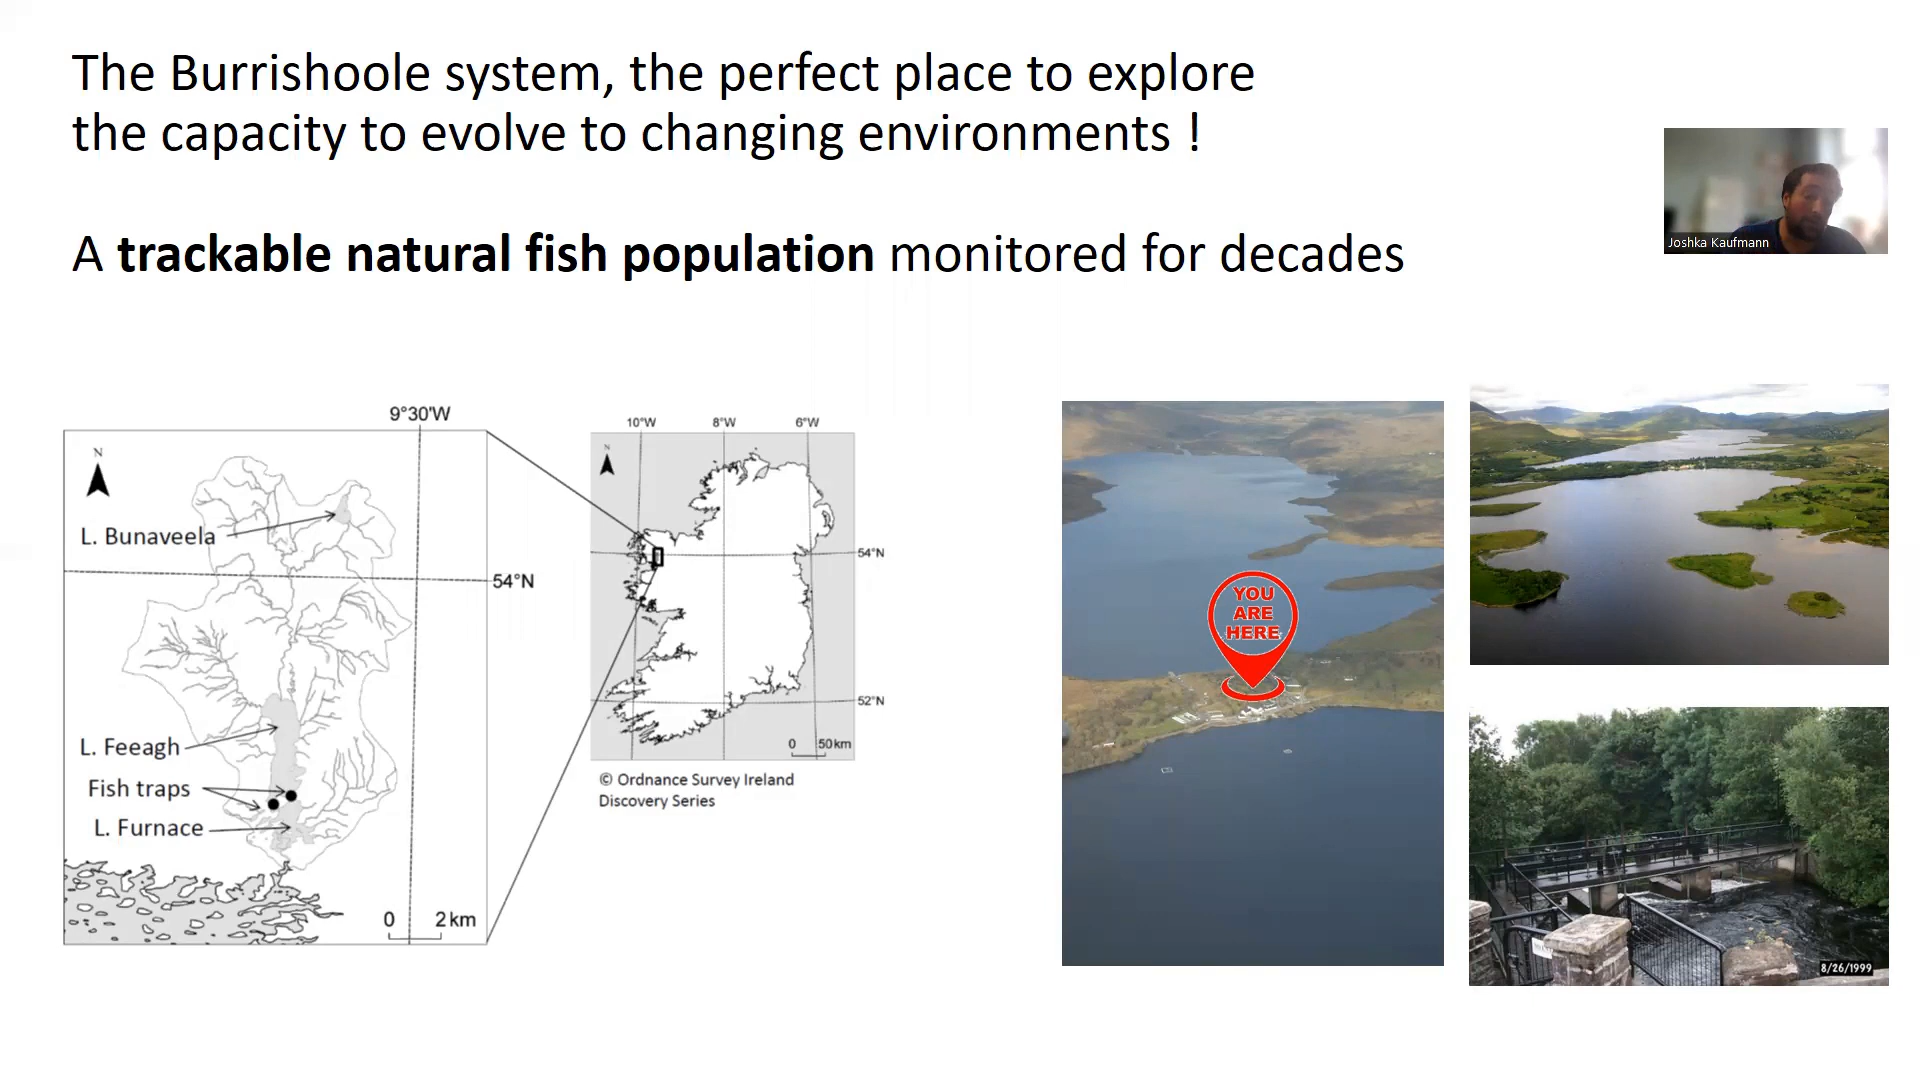 The Burrishoole system, the perfect place to explore
the capacity to evolve to changing environments !
A trackable natural fish population monitored for decades
Joshka Kaufmann
9°30'W
N
L. Bunaveela
54°N
L. Feeagh
Fish traps
L. Furnace
0 2 km
10°W 8°W 6°W
N
54°N
52°N
0 50 km
© Ordnance Survey Ireland
Discovery Series
YOU
ARE
HERE
8/26/1999